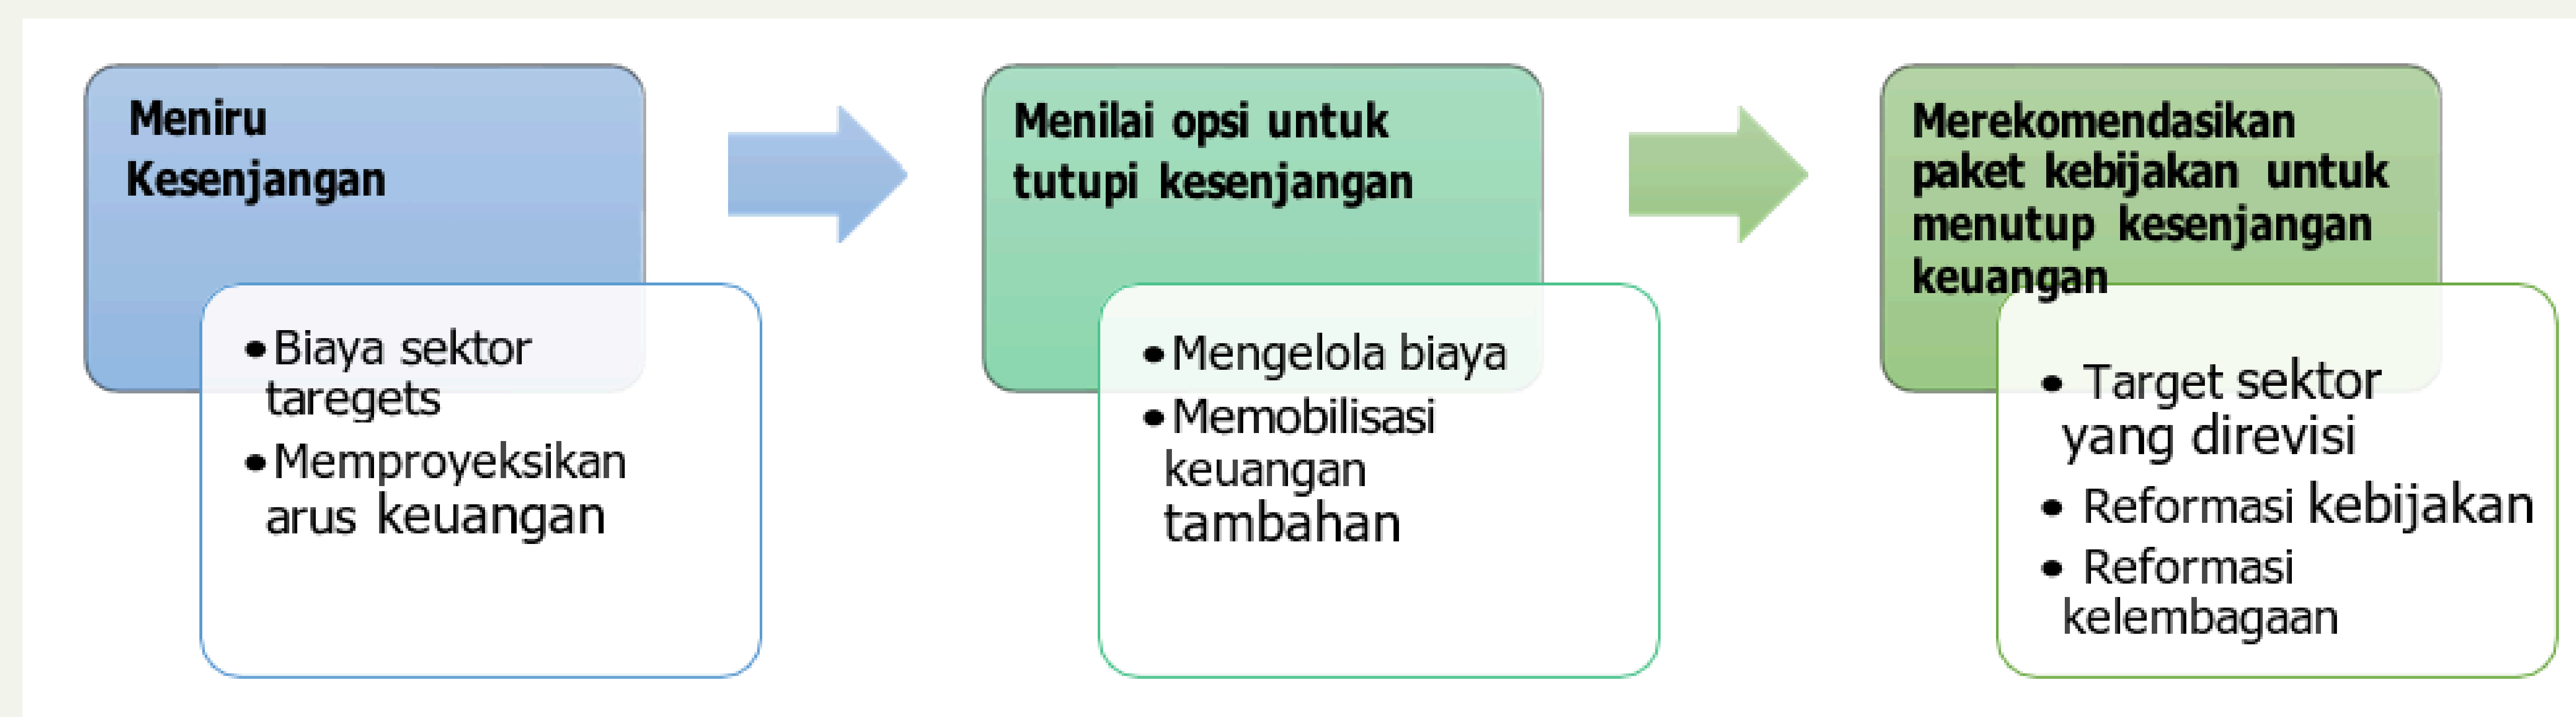 Meniru
Kesenjangan
•Biaya sektor
taregets
•Memproyeksikan
arus keuangan
Menilai opsi untuk
tutupi kesenjangan
•Mengelola biaya
•Memobilisasi
keuangan
tambahan
Merekomendasikan
paket kebijakan untuk
menutup kesenjangan
keuangan
• Target sektor
yang direvisi
• Reformasi kebijakan
• Reformasi
kelembagaan